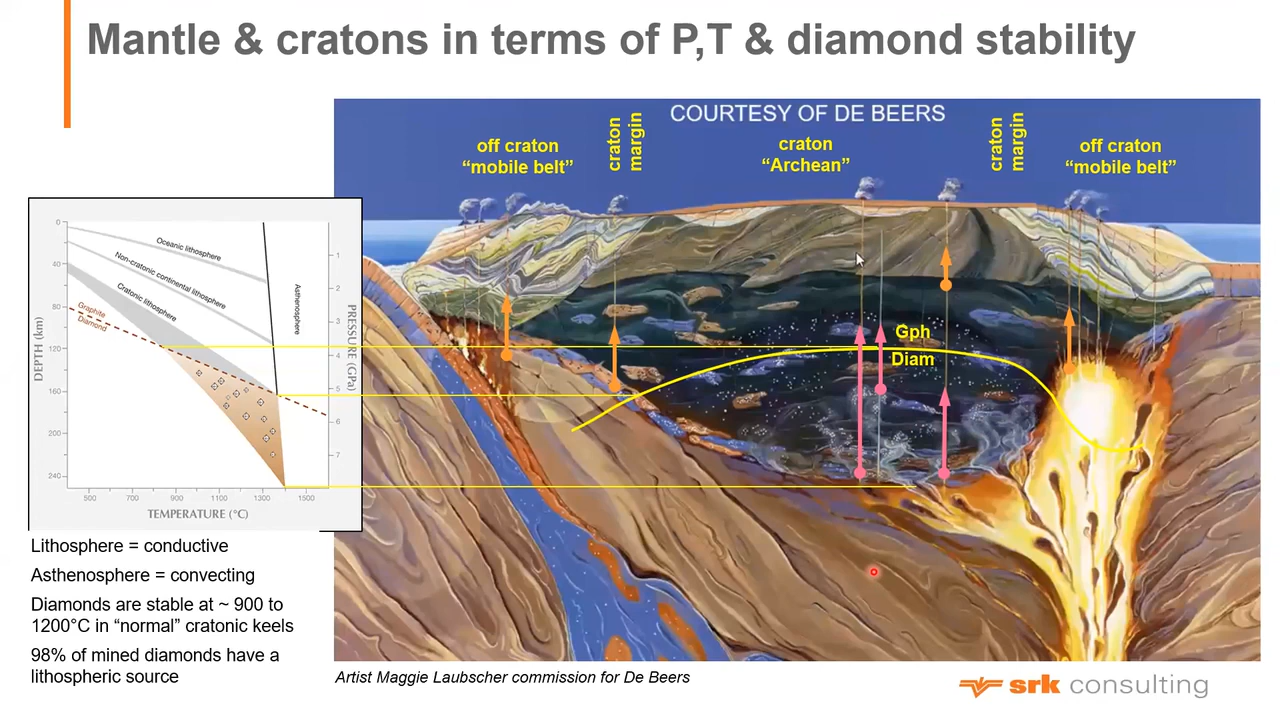 Mantle & cratons in terms of P,T & diamond stability
COURTESY OF DE BEERS
off craton
“mobile belt”
craton
margin
craton
“Archean”
craton
margin
off craton
“mobile belt”
Gph
Diam
0
40
80
120
160
200
240
DEPTH (km)
Oceanic lithosphere
Non-cratonic continental lithosphere
Cratonic lithosphere
Asthenosphere
Graphite
Diamond
1
2
3
4
5
6
7
PRESSURE (GPa)
500
700
900
1100
1300
1500
TEMPERATURE (°C)
Lithosphere = conductive
Asthenosphere = convecting
Diamonds are stable at ~ 900 to
1200°C in “normal” cratonic keels
98% of mined diamonds have a
lithospheric source
Artist Maggie Laubscher commission for De Beers
srk consulting